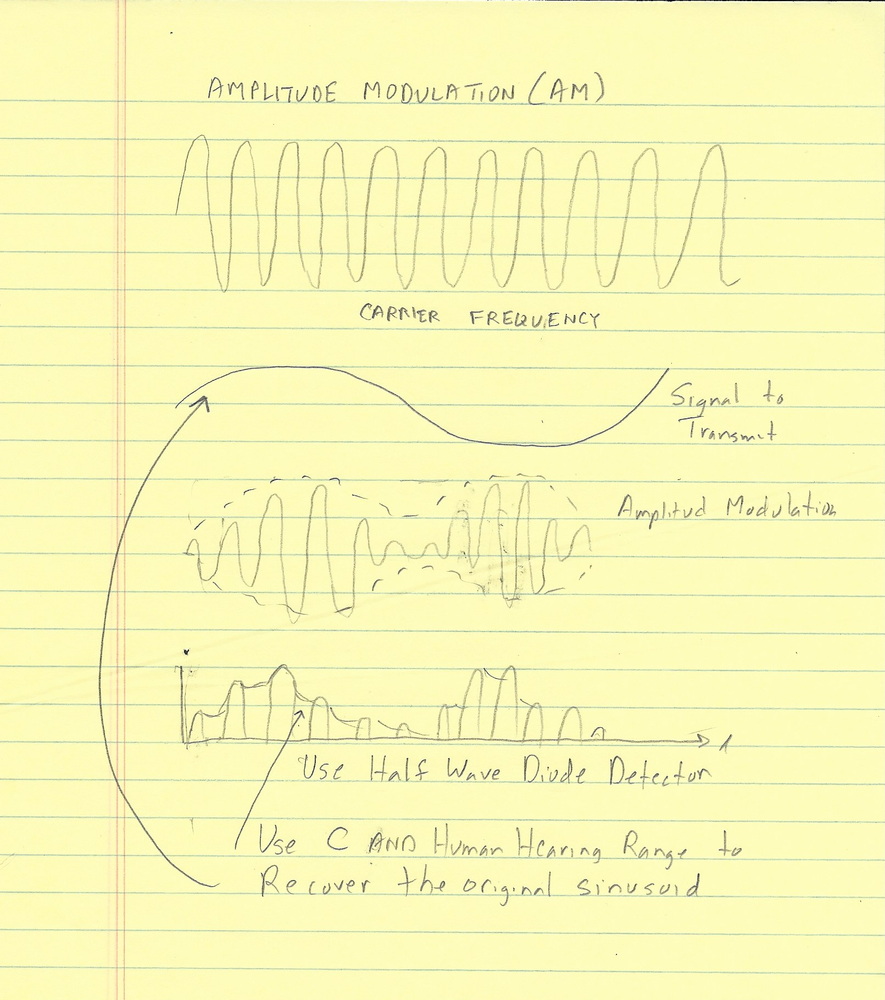 AMPLITUDE MODULATION (AM)
CARRIER FREQUENCY
Signal to
Transmit
Amplitud Modulation
Use Half Wave Diode Detector
Use C AND Human Hearing Range to
Recover the original sinusoid